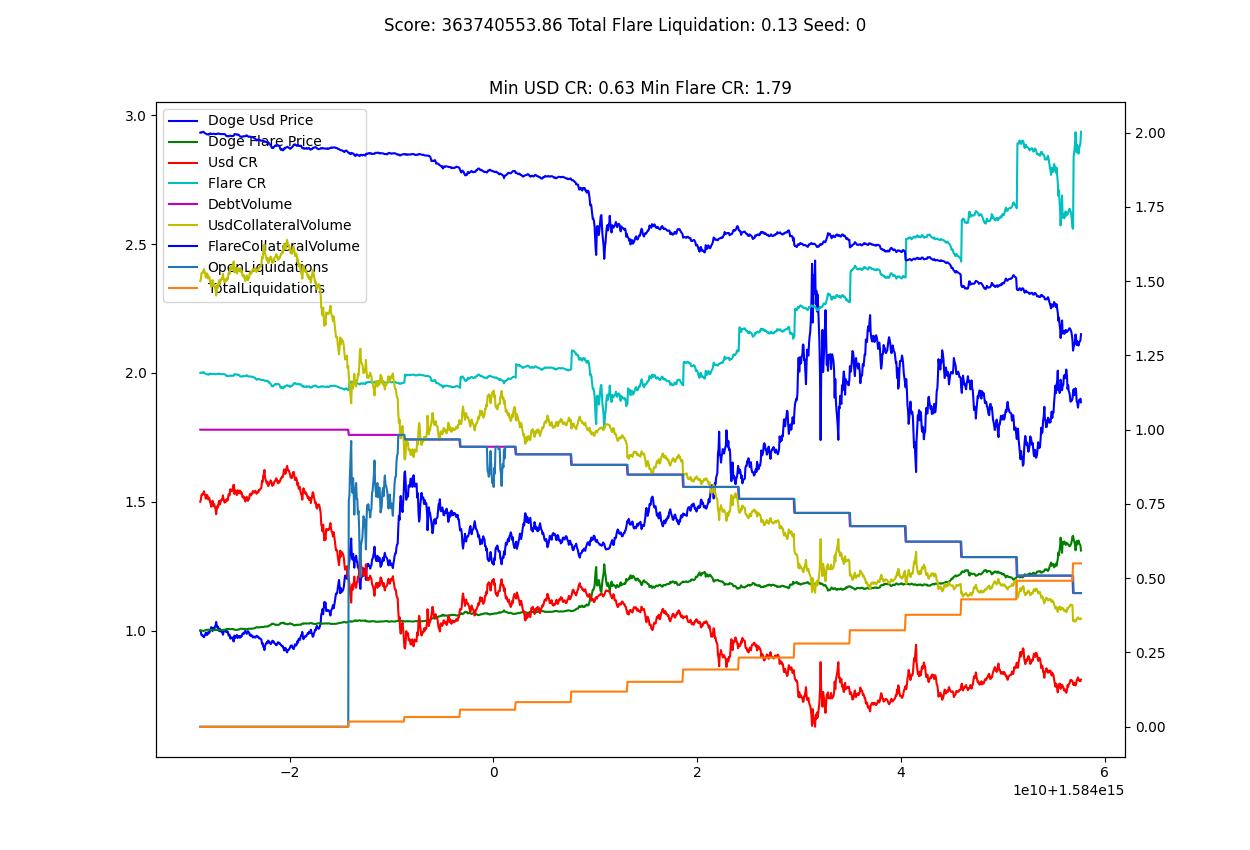 Score: 363740553.86 Total Flare Liquidation: 0.13 Seed: 0
Min USD CR: 0.63 Min Flare CR: 1.79
Doge Usd Price
Doge Flare Price
Usd CR
Flare CR
DebtVolume
UsdCollateralVolume
FlareCollateralVolume
OpenLiquidations
TotalLiquidations
3.0
2.5
2.0
1.5
1.0
2.00
1.75
1.50
1.25
1.00
0.75
0.50
0.25
0.00
−2
0
2
4
6
1e10+1.584e15